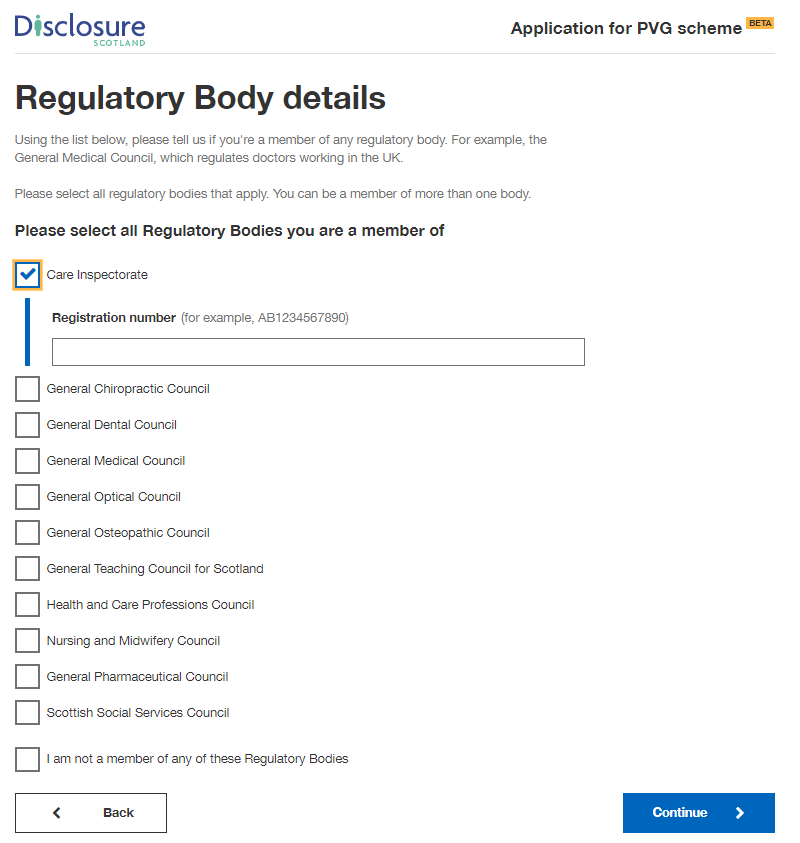 Disclosure
SCOTLAND
Application for PVG scheme BETA
Regulatory Body details
Using the list below, please tell us if you're a member of any regulatory body. For example, the
General Medical Council, which regulates doctors working in the UK.
Please select all regulatory bodies that apply. You can be a member of more than one body.
Please select all Regulatory Bodies you are a member of
Care Inspectorate
Registration number (for example, AB1234567890)
General Chiropractic Council
General Dental Council
General Medical Council
General Optical Council
General Osteopathic Council
General Teaching Council for Scotland
Health and Care Professions Council
Nursing and Midwifery Council
General Pharmaceutical Council
Scottish Social Services Council
I am not a member of any of these Regulatory Bodies
Back
Continue